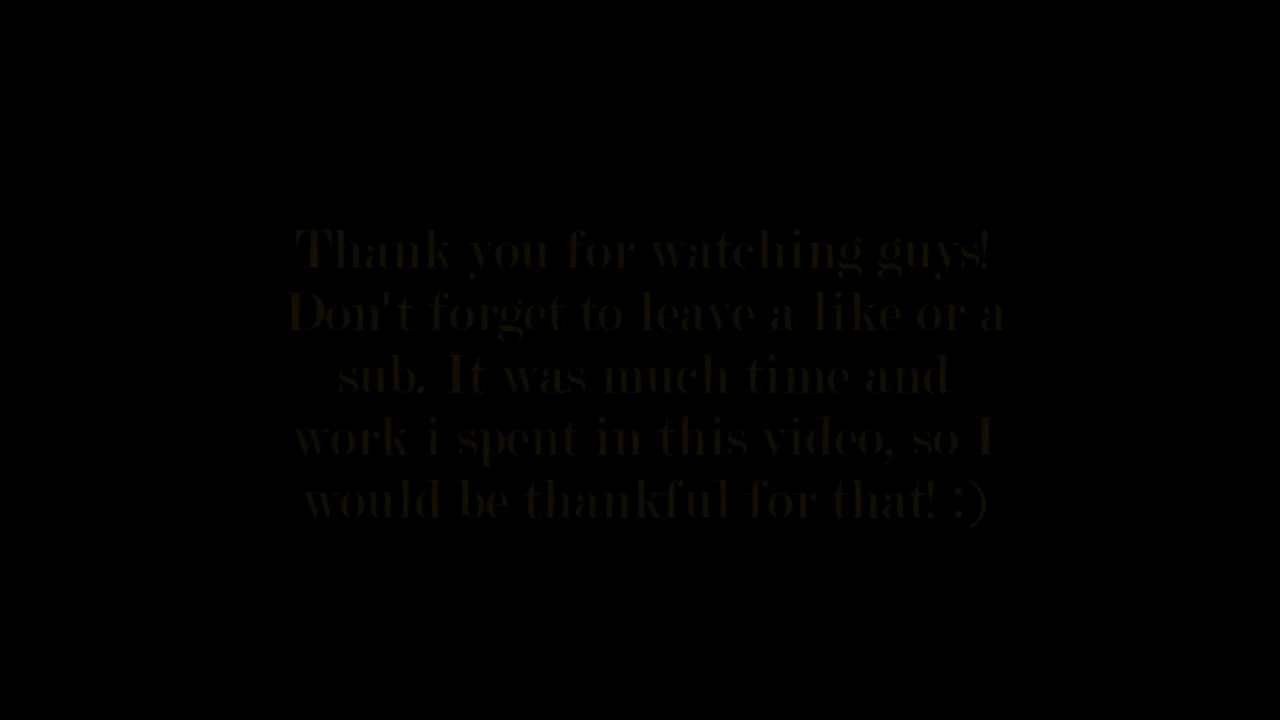 Thank you for watching guys!
Don't forget to leave a like or a
sub. It was much time and
work i spent in this video, so I
would be thankful for that! :)